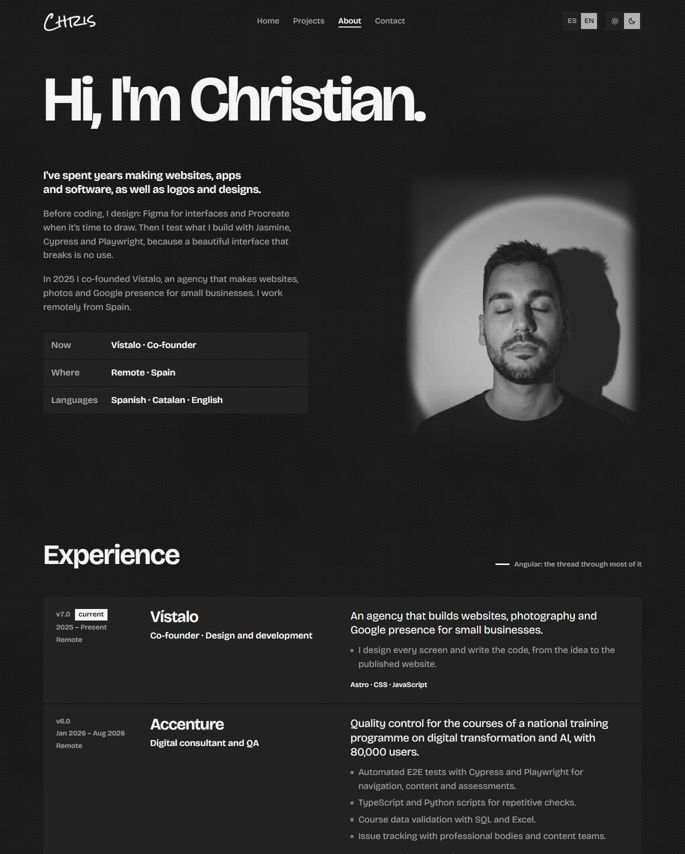 CHRIS
Home Projects About Contact
ES EN
Hi, I'm Christian.
I've spent years making websites, apps
and software, as well as logos and designs.
Before coding, I design: Figma for interfaces and Procreate
when it's time to draw. Then I test what I build with Jasmine,
Cypress and Playwright, because a beautiful interface that
breaks is no use.
In 2025 I co-founded Vístalo, an agency that makes websites,
photos and Google presence for small businesses. I work
remotely from Spain.
Now Vístalo · Co-founder
Where Remote · Spain
Languages Spanish · Catalan · English
Experience
Angular: the thread through most of it
v7.0 current
2025 – Present
Remote
Vístalo
Co-founder · Design and development
An agency that builds websites, photography and
Google presence for small businesses.
I design every screen and write the code, from the idea to the
published website.
Astro · CSS · JavaScript
v6.0
Jan 2026 – Aug 2026
Remote
Accenture
Digital consultant and QA
Quality control for the courses of a national training
programme on digital transformation and AI, with
80,000 users.
Automated E2E tests with Cypress and Playwright for
navigation, content and assessments.
TypeScript and Python scripts for repetitive checks.
Course data validation with SQL and Excel.
Issue tracking with professional bodies and content teams.